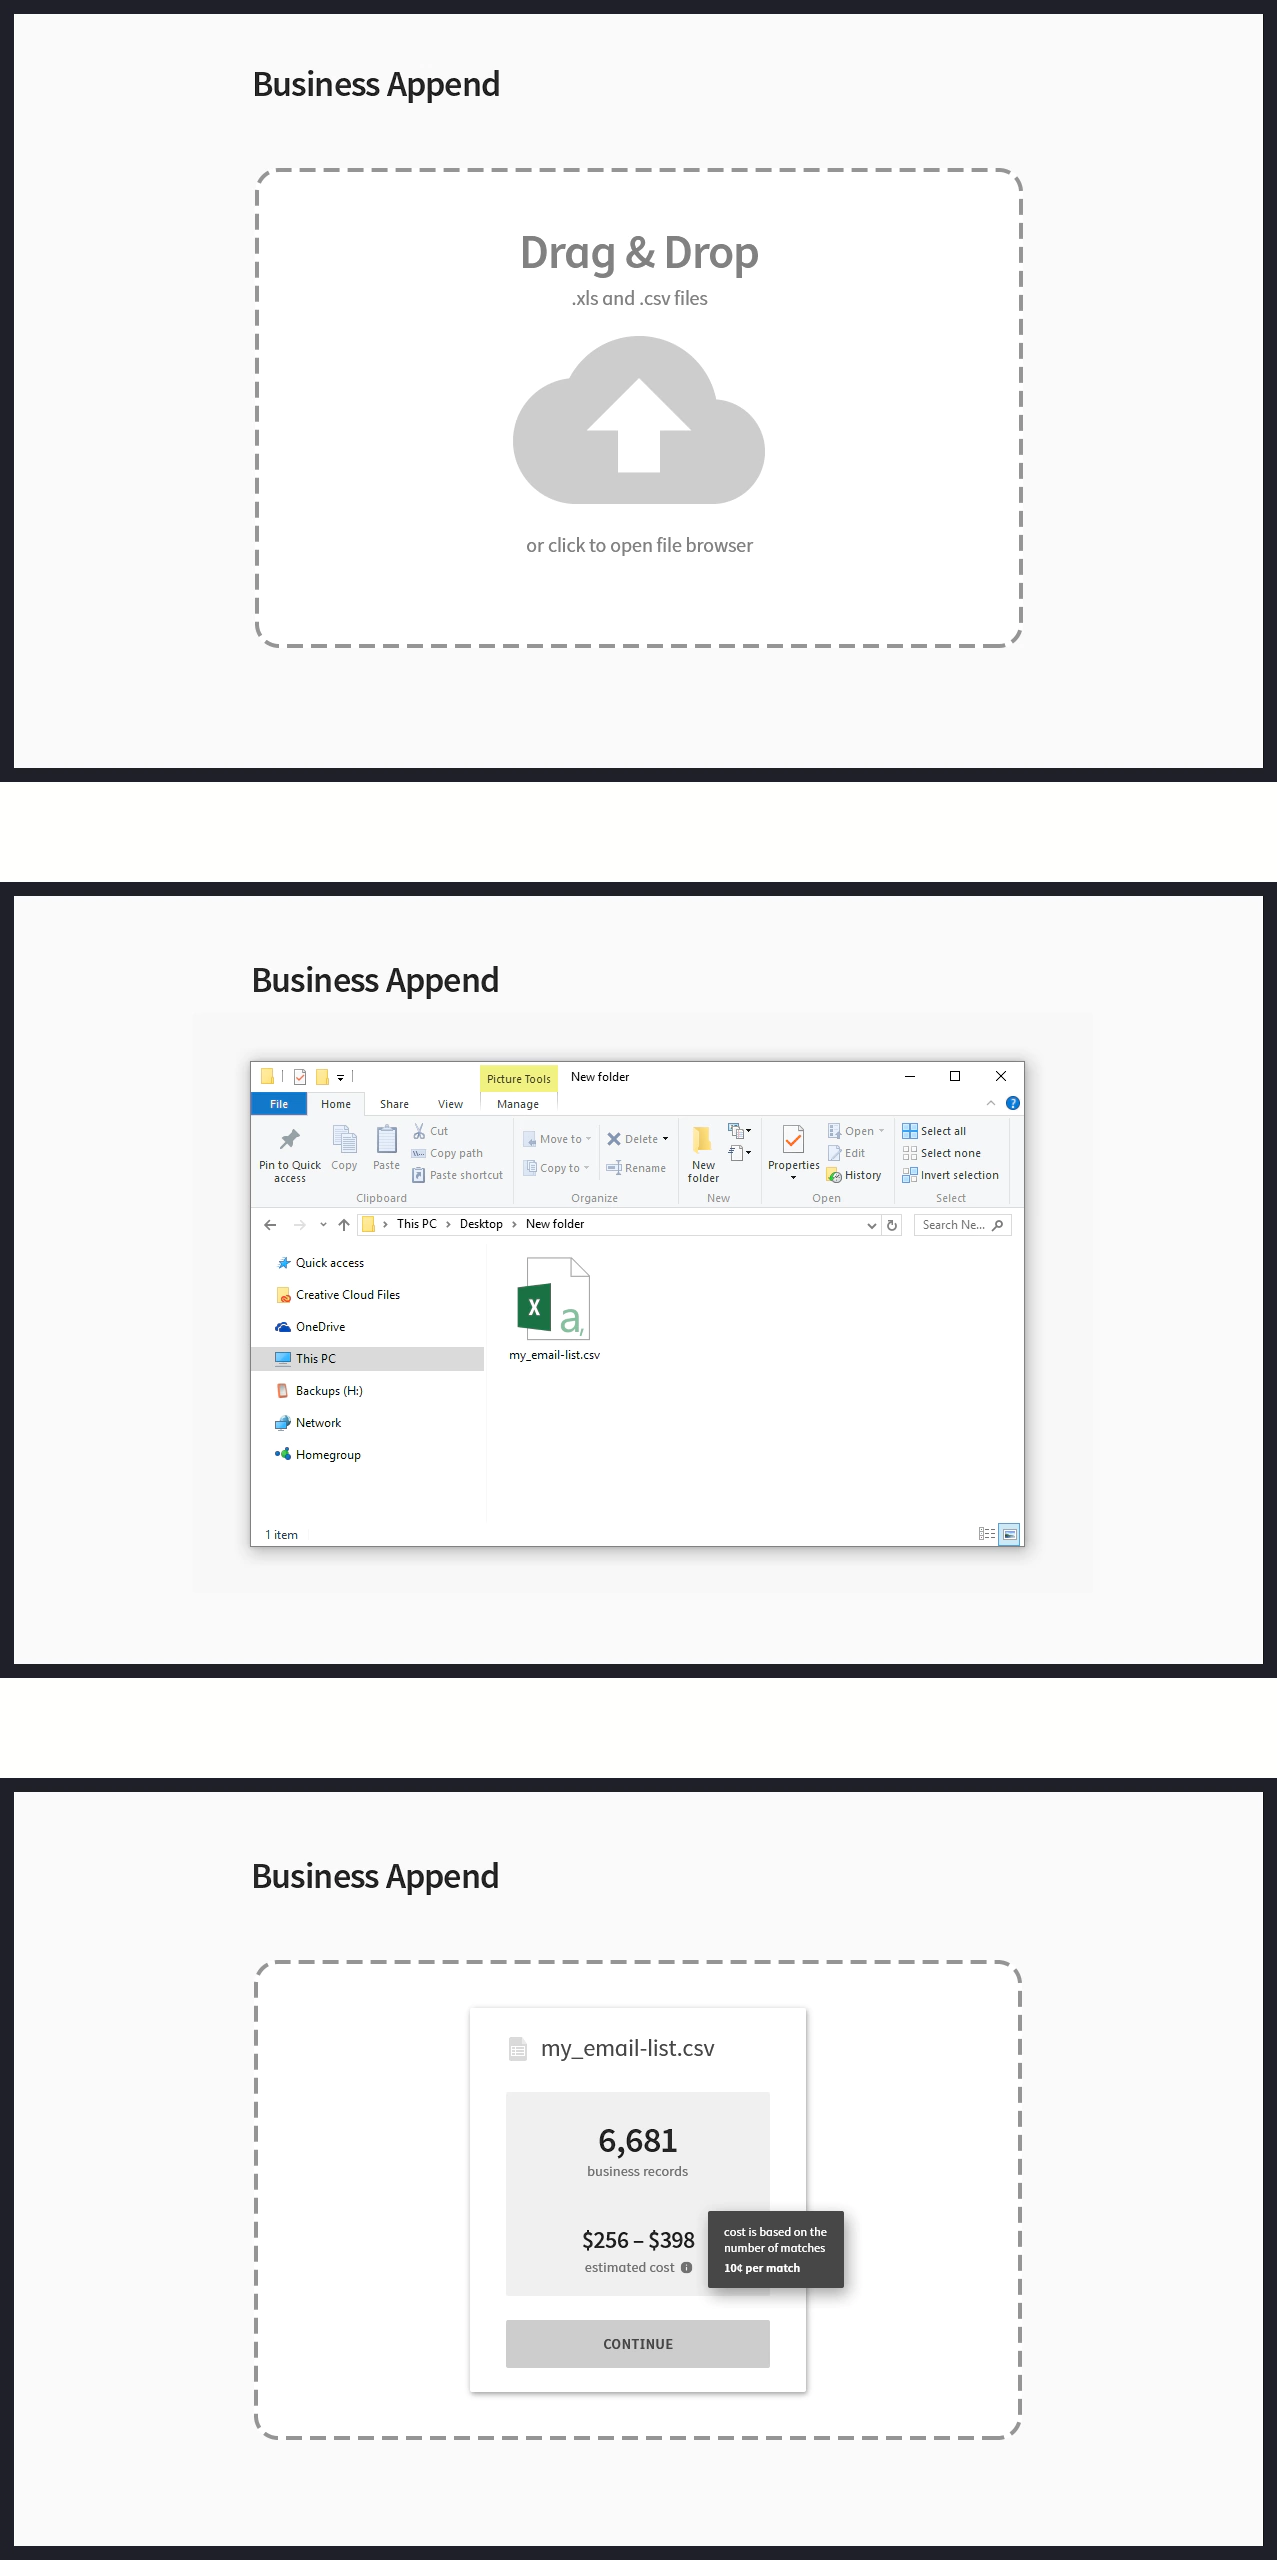 Business Append
Drag & Drop
.xls and .csv files
or click to open file browser
Business Append
Picture Tools
New folder
File
Home
Share
View
Manage
Pin to Quick access
Copy
Paste
Cut
Copy path
Paste shortcut
Clipboard
Move to
Copy to
Delete
Rename
Organize
New folder
New
Properties
Open
Edit
History
Open
Select all
Select none
Invert selection
Select
This PC
Desktop
New folder
Search Ne...
Quick access
Creative Cloud Files
OneDrive
This PC
Backups (H:)
Network
Homegroup
my_email-list.csv
1 item
Business Append
my_email-list.csv
6,681
business records
$256 – $398
estimated cost
cost is based on the
number of matches
10¢ per match
CONTINUE